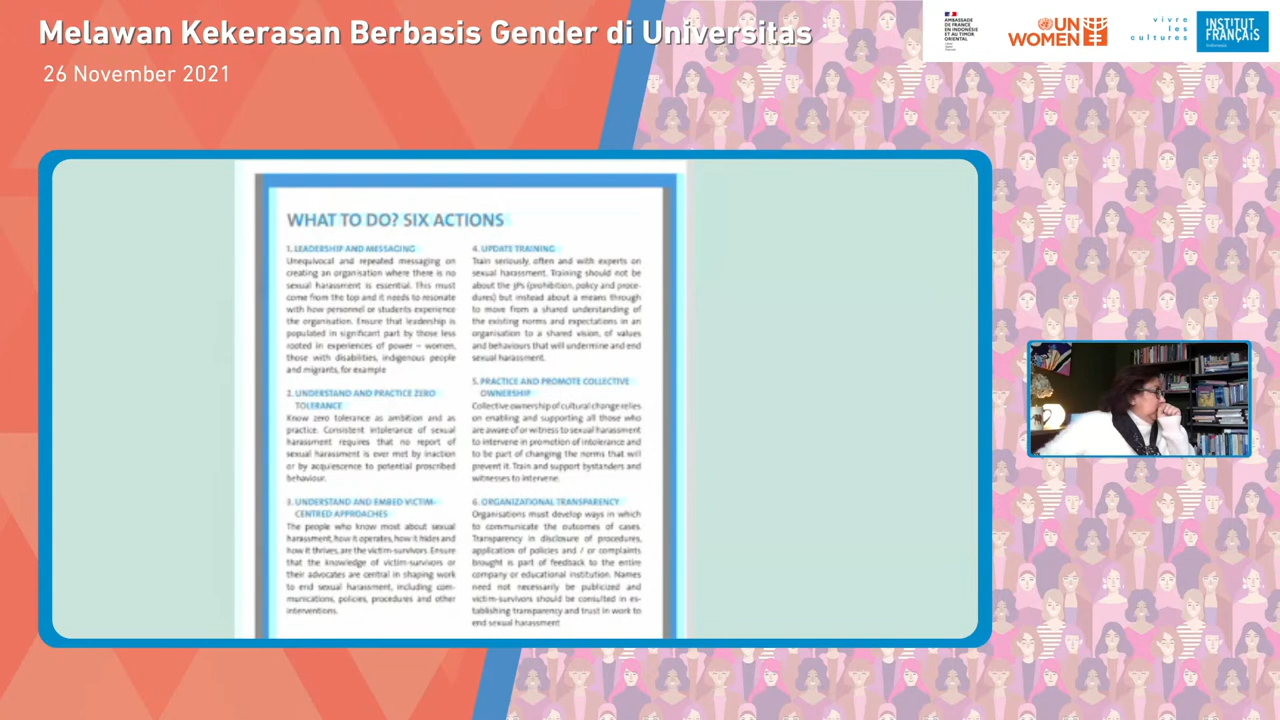 Melawan Kekerasan Berbasis Gender di Universitas
26 November 2021
AMBASSADE
DE FRANCE
EN INDONÉSIE
ET AU TIMOR
ORIENTAL
UN
WOMEN
vivre
les
cultures
INSTITUT
FRANÇAIS
WHAT TO DO? SIX ACTIONS
1. LEADERSHIP AND MESSAGING
Unequivocal and repeated messaging on
creating an organisation where there is no
sexual harassment is essential. This must
come from the top and it needs to resonate
with how personnel or students experience
the organisation. Ensure that leadership is
populated in significant part by those less
rooted in experiences of power – women,
those with disabilities, indigenous people
and migrants, for example
2. UNDERSTAND AND PRACTICE ZERO
TOLERANCE
Know zero tolerance as ambition and as
practice. Consistent intolerance of sexual
harassment requires that no report of
sexual harassment is ever met by inaction
or by acquiescence to potential proscribed
behaviour.
3. UNDERSTAND AND EMBED VICTIM-
CENTRED APPROACHES
The people who know most about sexual
harassment, how it operates, how it hides and
how it thrives, are the victim-survivors. Ensure
that the knowledge of victim-survivors or
their advocates are central in shaping work
to end sexual harassment, including com-
munications, policies, procedures and other
interventions.
4. UPDATE TRAINING
Train seriously, often and with experts on
sexual harassment. Training should not be
about the 3Ps (prohibition, policy and proce-
dures) but instead about a means through
to move from a shared understanding of
the existing norms and expectations in an
organisation to a shared vision, of values
and behaviours that will undermine and end
sexual harassment.
5. PRACTICE AND PROMOTE COLLECTIVE
OWNERSHIP
Collective ownership of cultural change relies
on enabling and supporting all those who
are aware of or witness to sexual harassment
to intervene in promotion of intolerance and
to be part of changing the norms that will
prevent it. Train and support bystanders and
witnesses to intervene.
6. ORGANIZATIONAL TRANSPARENCY
Organisations must develop ways in which
to communicate the outcomes of cases.
Transparency in disclosure of procedures,
application of policies and / or complaints
brought is part of feedback to the entire
company or educational institution. Names
need not necessarily be publicized and
victim-survivors should be consulted in es-
tablishing transparency and trust in work to
end sexual harassment